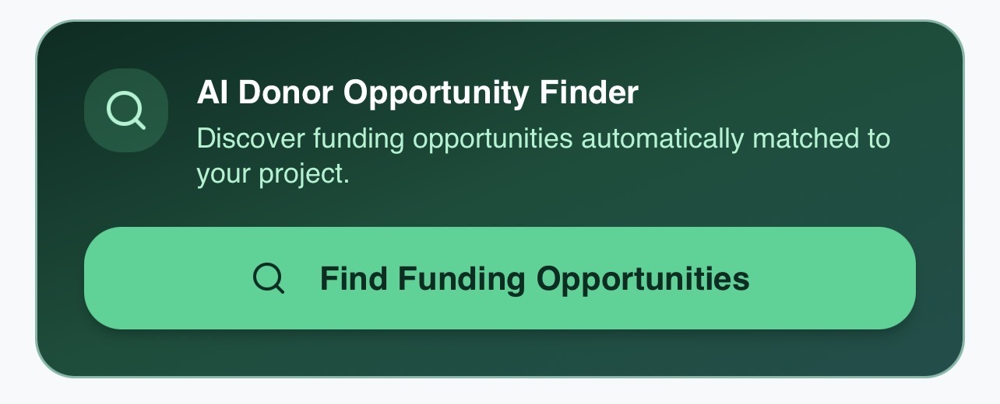 AI Donor Opportunity Finder
Discover funding opportunities automatically matched to
your project.
Find Funding Opportunities